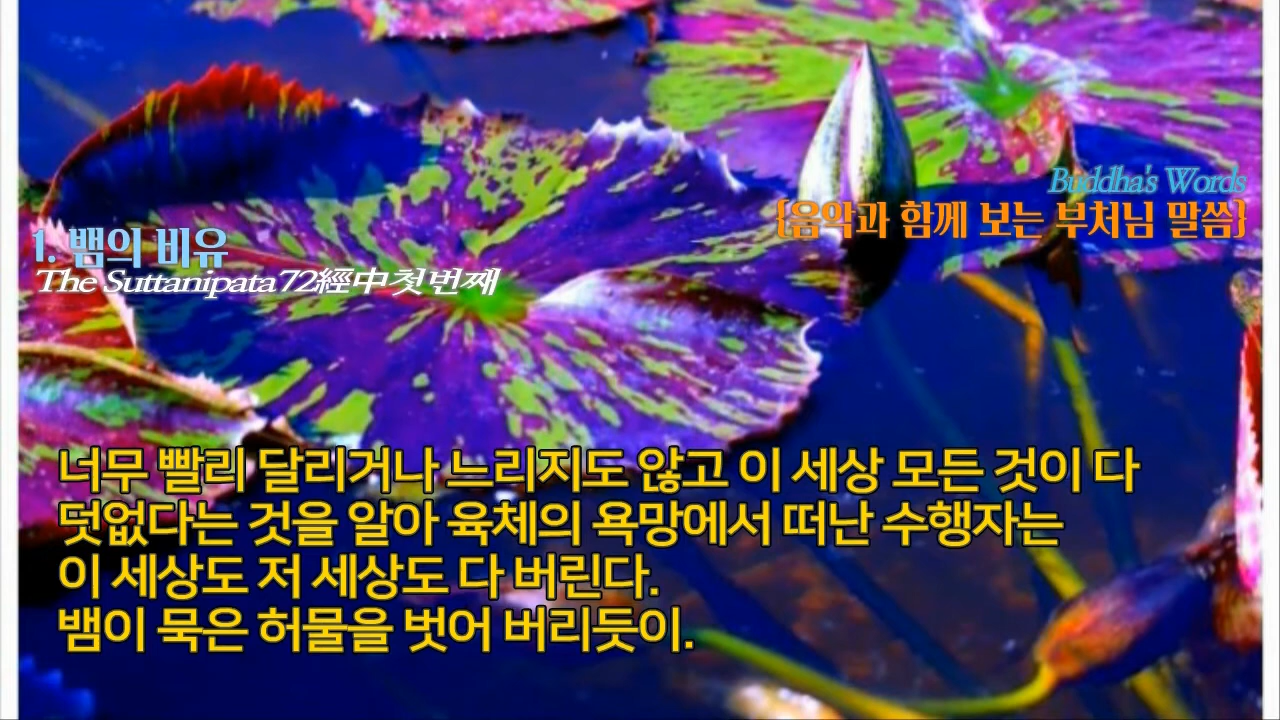 Buddha's Words
{음악과 함께 보는 부처님 말씀}
1. 뱀의 비유
The Suttanipata 72經中 첫 번째
너무 빨리 달리거나 느리지도 않고 이 세상 모든 것이 다
덧없다는 것을 알아 육체의 욕망에서 떠난 수행자는
이 세상도 저 세상도 다 버린다.
뱀이 묵은 허물을 벗어 버리듯이.